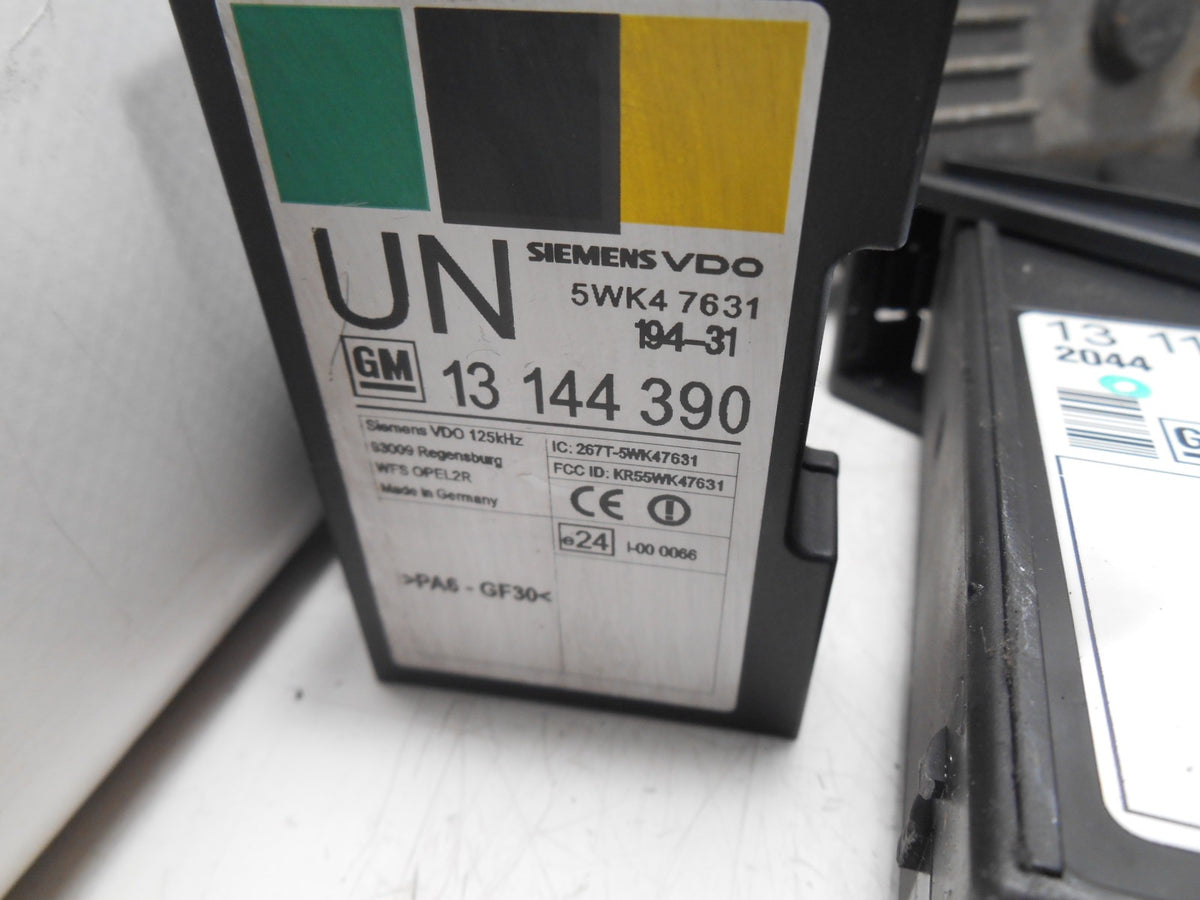 UN
SIEMENS VDO
5WK4 7631
194-31
GM 13 144 390
Siemens VDO 125kHz
93009 Regensburg
WFS OPEL2R
Made in Germany
IC: 267T-5WK47631
FCC ID: KR55WK47631
CE
e24 I-00 0066
>PA6 - GF30<
13 11
2044